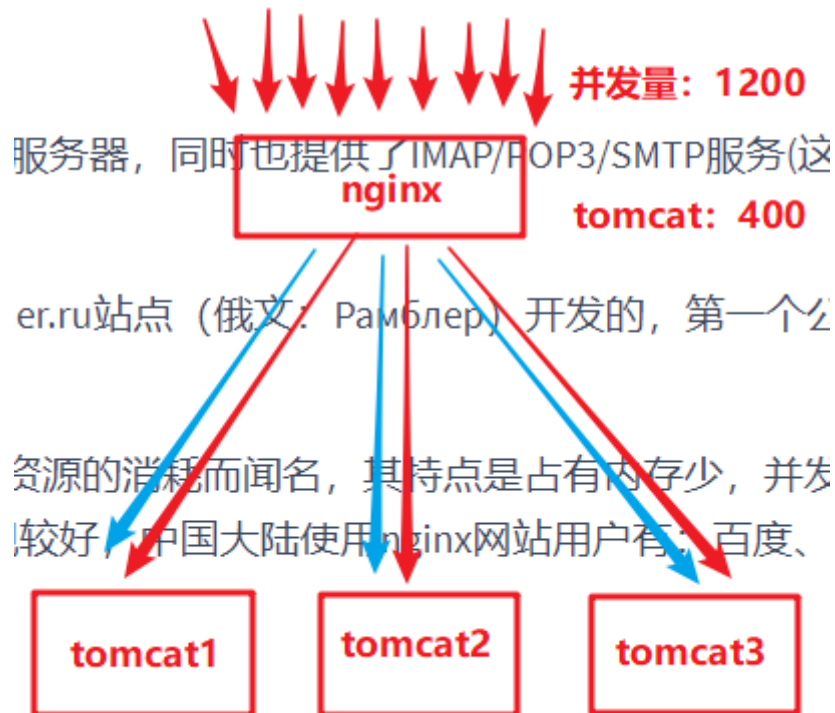 并发量：1200
服务器，同时也提供了IMAP/POP3/SMTP服务(这
nginx
tomcat：400
er.ru站点（俄文：Рамблер）开发的，第一个公
资源的消耗而闻名，其持点是占有内存少，并发
较好，中国大陆使用nginx网站用户有：百度、
tomcat1
tomcat2
tomcat3